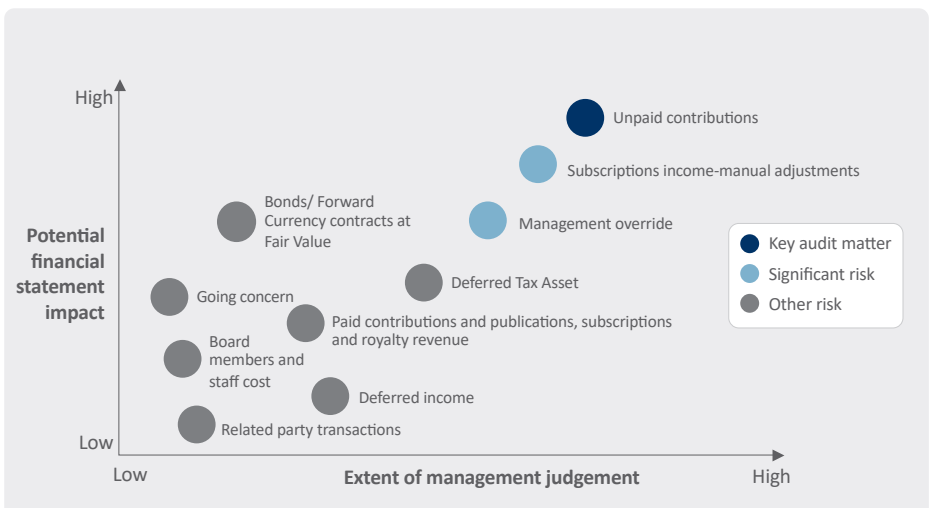 High
Unpaid contributions
Subscriptions income-manual adjustments
Bonds/ Forward
Currency contracts at
Fair Value
Management override
Potential
financial
statement
impact
Key audit matter
Significant risk
Other risk
Deferred Tax Asset
Going concern
Paid contributions and publications, subscriptions
and royalty revenue
Board
members and
staff cost
Deferred income
Related party transactions
Low
Low
Extent of management judgement
High